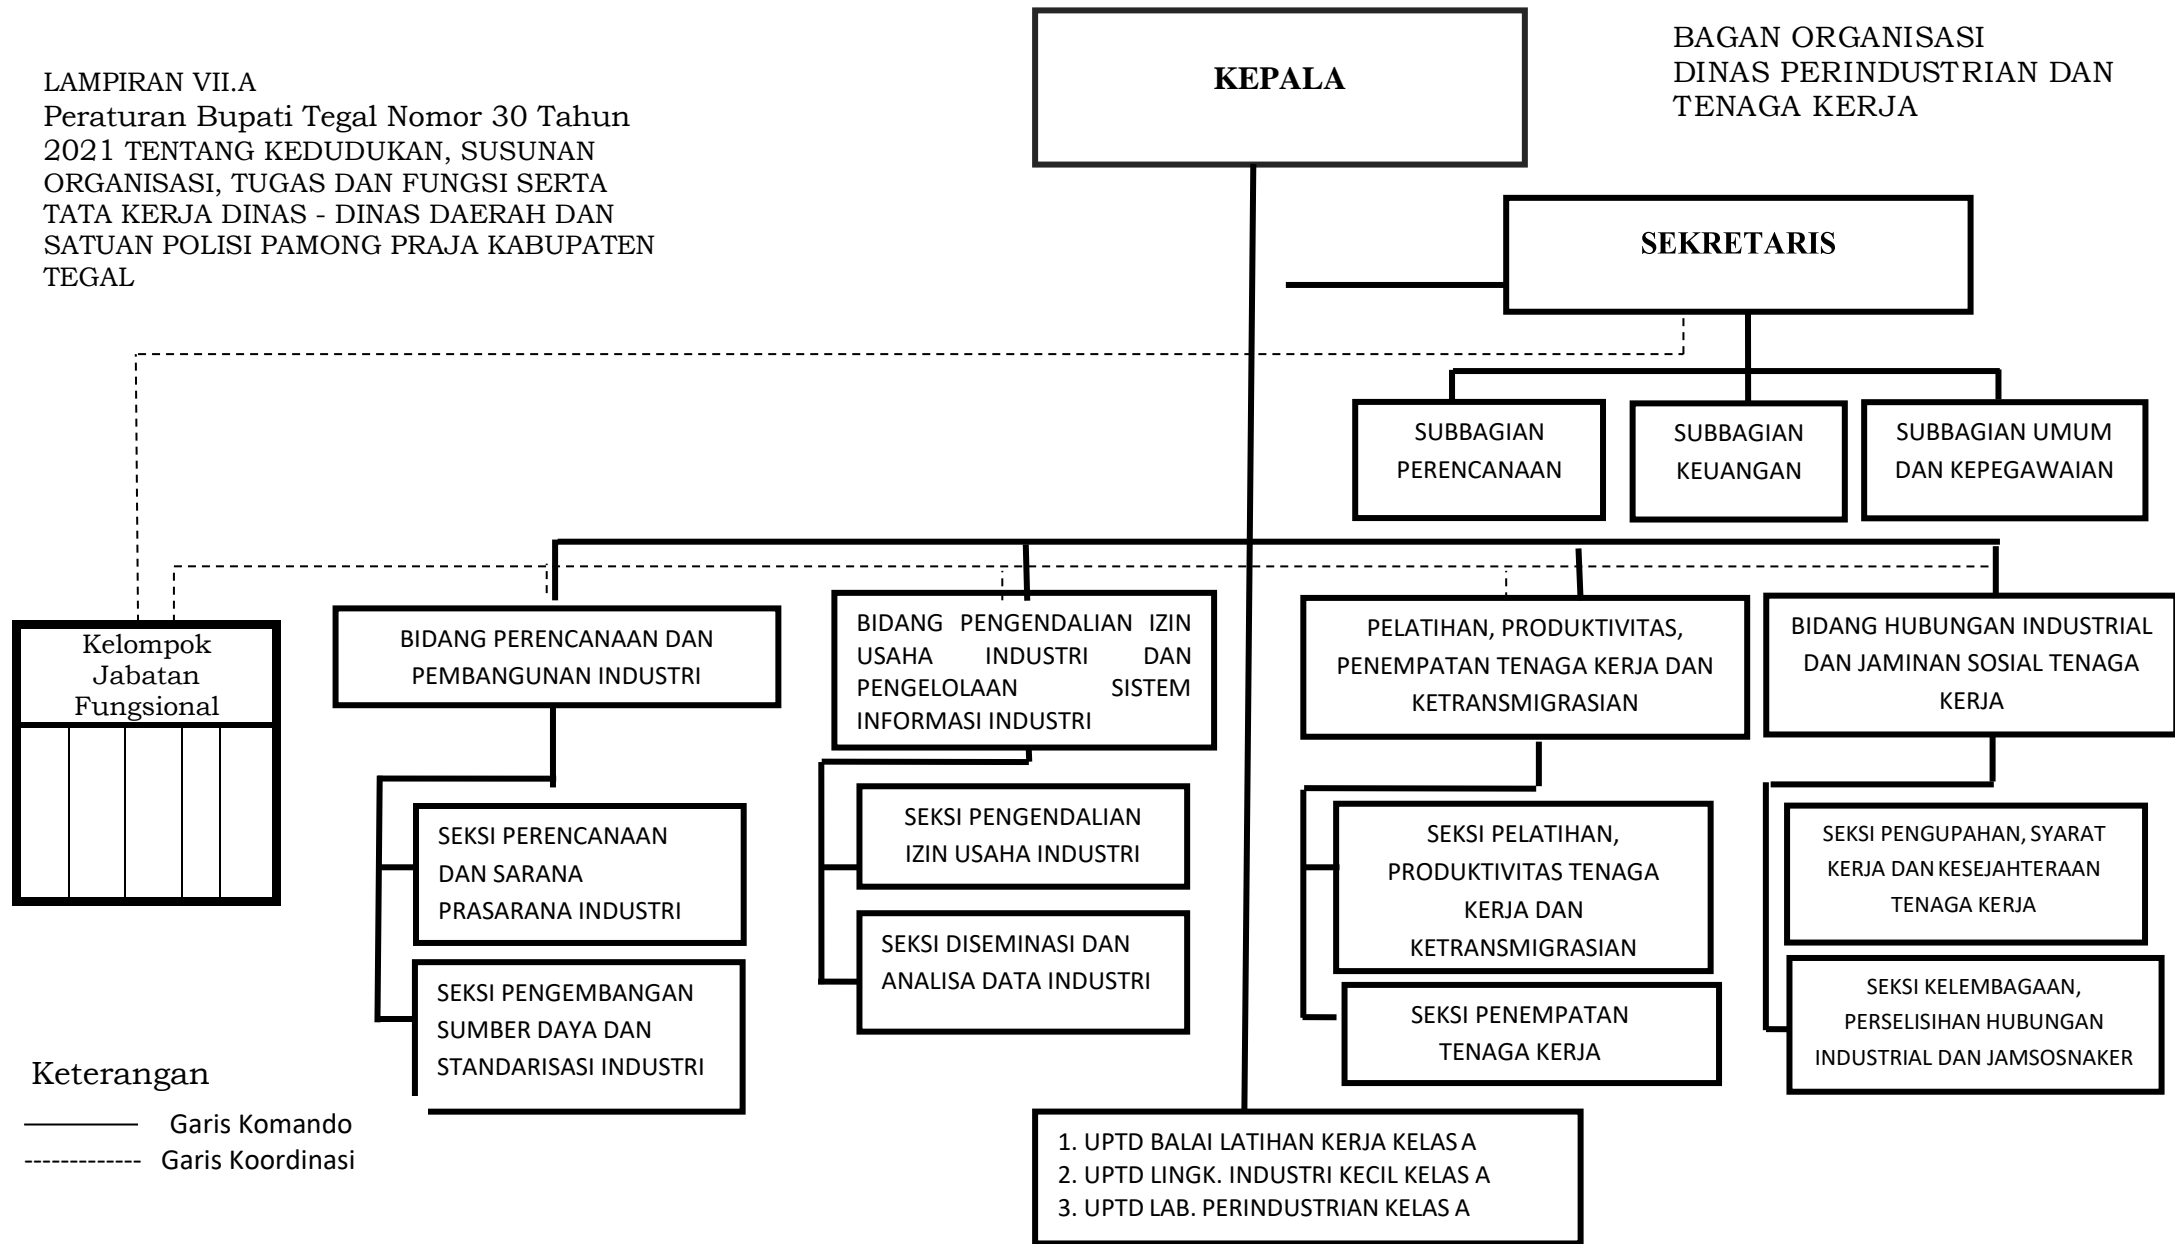 LAMPIRAN VII.A
Peraturan Bupati Tegal Nomor 30 Tahun
2021 TENTANG KEDUDUKAN, SUSUNAN
ORGANISASI, TUGAS DAN FUNGSI SERTA
TATA KERJA DINAS - DINAS DAERAH DAN
SATUAN POLISI PAMONG PRAJA KABUPATEN
TEGAL
KEPALA
BAGAN ORGANISASI
DINAS PERINDUSTRIAN DAN
TENAGA KERJA
SEKRETARIS
SUBBAGIAN
PERENCANAAN
SUBBAGIAN
KEUANGAN
SUBBAGIAN UMUM
DAN KEPEGAWAIAN
Kelompok
Jabatan
Fungsional
BIDANG PERENCANAAN DAN
PEMBANGUNAN INDUSTRI
BIDANG PENGENDALIAN IZIN
USAHA INDUSTRI DAN
PENGELOLAAN SISTEM
INFORMASI INDUSTRI
PELATIHAN, PRODUKTIVITAS,
PENEMPATAN TENAGA KERJA DAN
KETRANSMIGRASIAN
BIDANG HUBUNGAN INDUSTRIAL
DAN JAMINAN SOSIAL TENAGA
KERJA
SEKSI PERENCANAAN
DAN SARANA
PRASARANA INDUSTRI
SEKSI PENGEMBANGAN
SUMBER DAYA DAN
STANDARISASI INDUSTRI
SEKSI PENGENDALIAN
IZIN USAHA INDUSTRI
SEKSI DISEMINASI DAN
ANALISA DATA INDUSTRI
SEKSI PELATIHAN,
PRODUKTIVITAS TENAGA
KERJA DAN
KETRANSMIGRASIAN
SEKSI PENEMPATAN
TENAGA KERJA
SEKSI PENGUPAHAN, SYARAT
KERJA DAN KESEJAHTERAAN
TENAGA KERJA
SEKSI KELEMBAGAAN,
PERSELISIHAN HUBUNGAN
INDUSTRIAL DAN JAMSOSNAKER
Keterangan
Garis Komando
Garis Koordinasi
1. UPTD BALAI LATIHAN KERJA KELAS A
2. UPTD LINGK. INDUSTRI KECIL KELAS A
3. UPTD LAB. PERINDUSTRIAN KELAS A